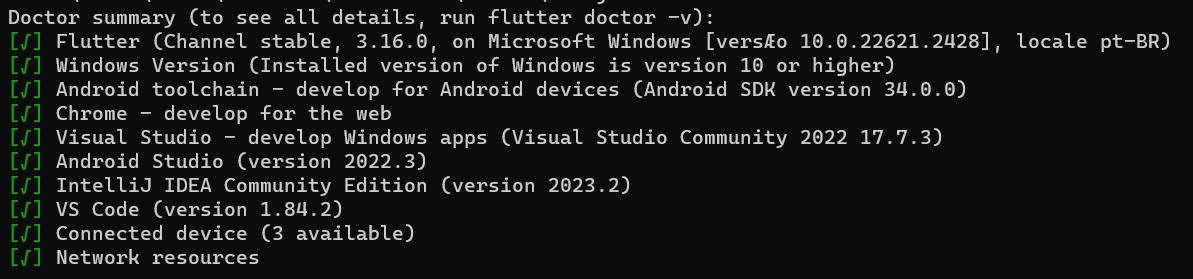 Doctor summary (to see all details, run flutter doctor -v):
[√] Flutter (Channel stable, 3.16.0, on Microsoft Windows [versÆo 10.0.22621.2428], locale pt-BR)
[√] Windows Version (Installed version of Windows is version 10 or higher)
[√] Android toolchain - develop for Android devices (Android SDK version 34.0.0)
[√] Chrome - develop for the web
[√] Visual Studio - develop Windows apps (Visual Studio Community 2022 17.7.3)
[√] Android Studio (version 2022.3)
[√] IntelliJ IDEA Community Edition (version 2023.2)
[√] VS Code (version 1.84.2)
[√] Connected device (3 available)
[√] Network resources